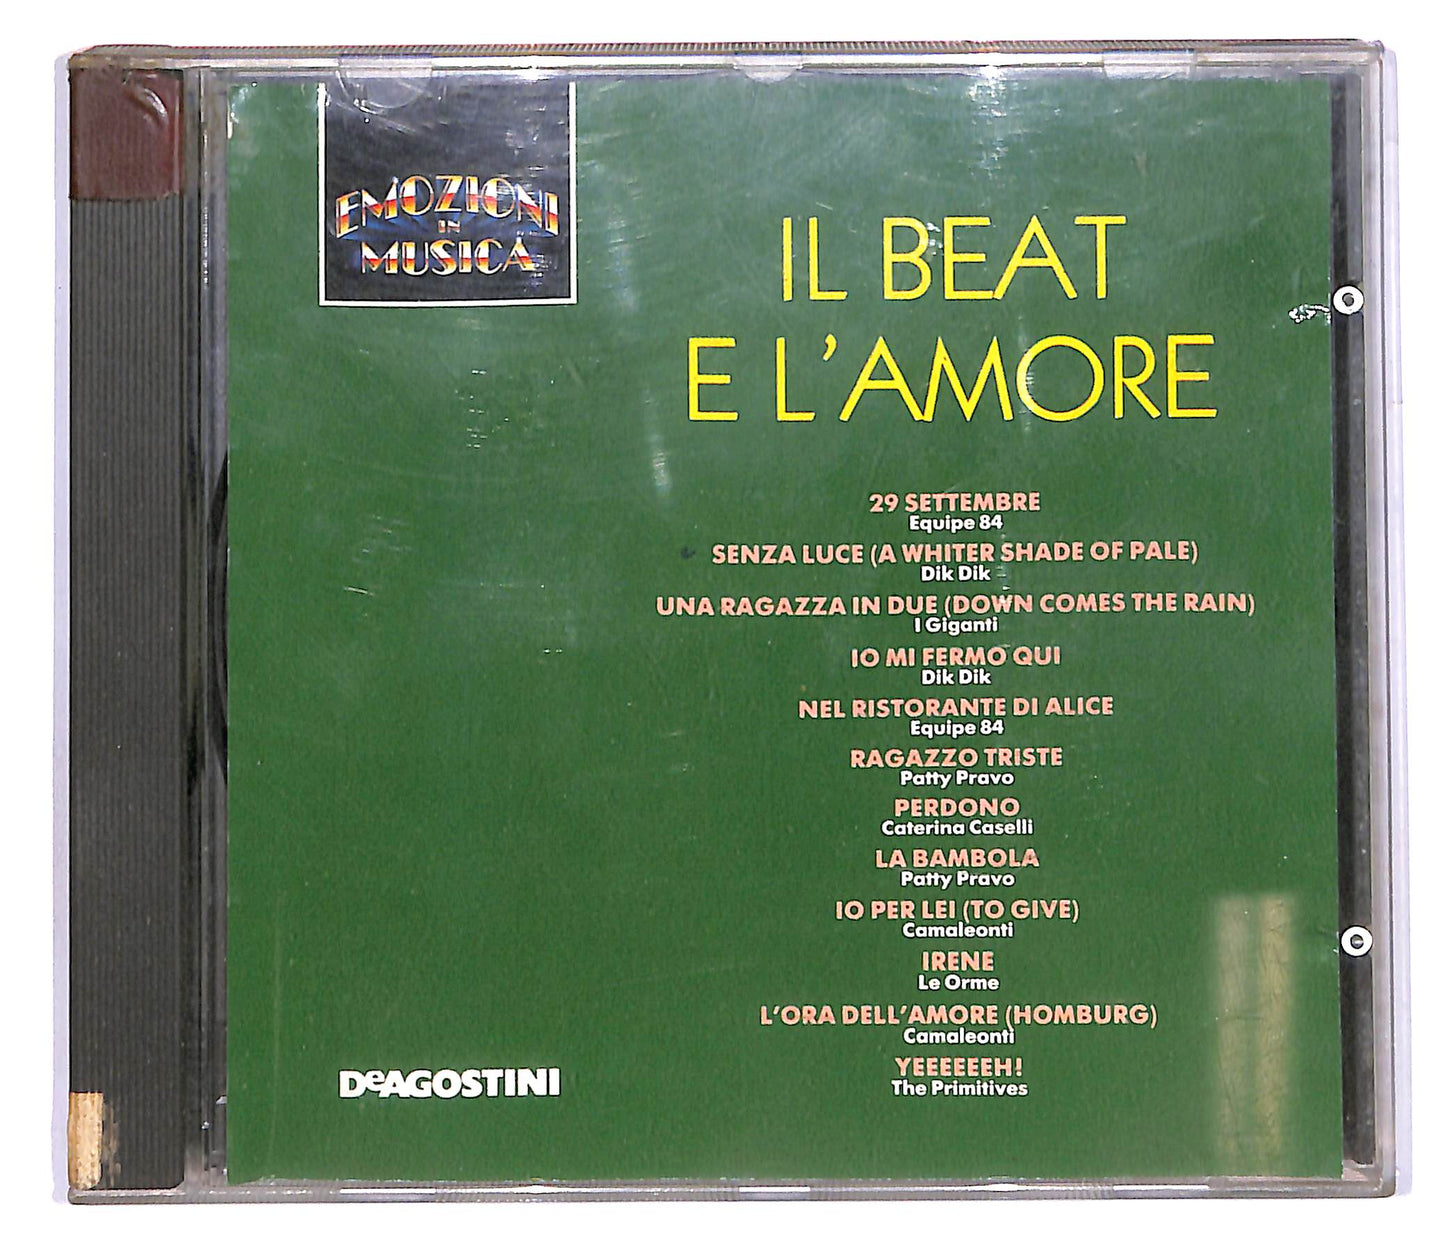 EMOZIONI
IN
MUSICA
IL BEAT
E L'AMORE
29 SETTEMBRE
Equipe 84
SENZA LUCE (A WHITER SHADE OF PALE)
Dik Dik
UNA RAGAZZA IN DUE (DOWN COMES THE RAIN)
I Giganti
IO MI FERMO QUI
Dik Dik
NEL RISTORANTE DI ALICE
Equipe 84
RAGAZZO TRISTE
Patty Pravo
PERDONO
Caterina Caselli
LA BAMBOLA
Patty Pravo
IO PER LEI (TO GIVE)
Camaleonti
IRENE
Le Orme
L'ORA DELL'AMORE (HOMBURG)
Camaleonti
YEEEEEEH!
The Primitives
DeAGOSTINI